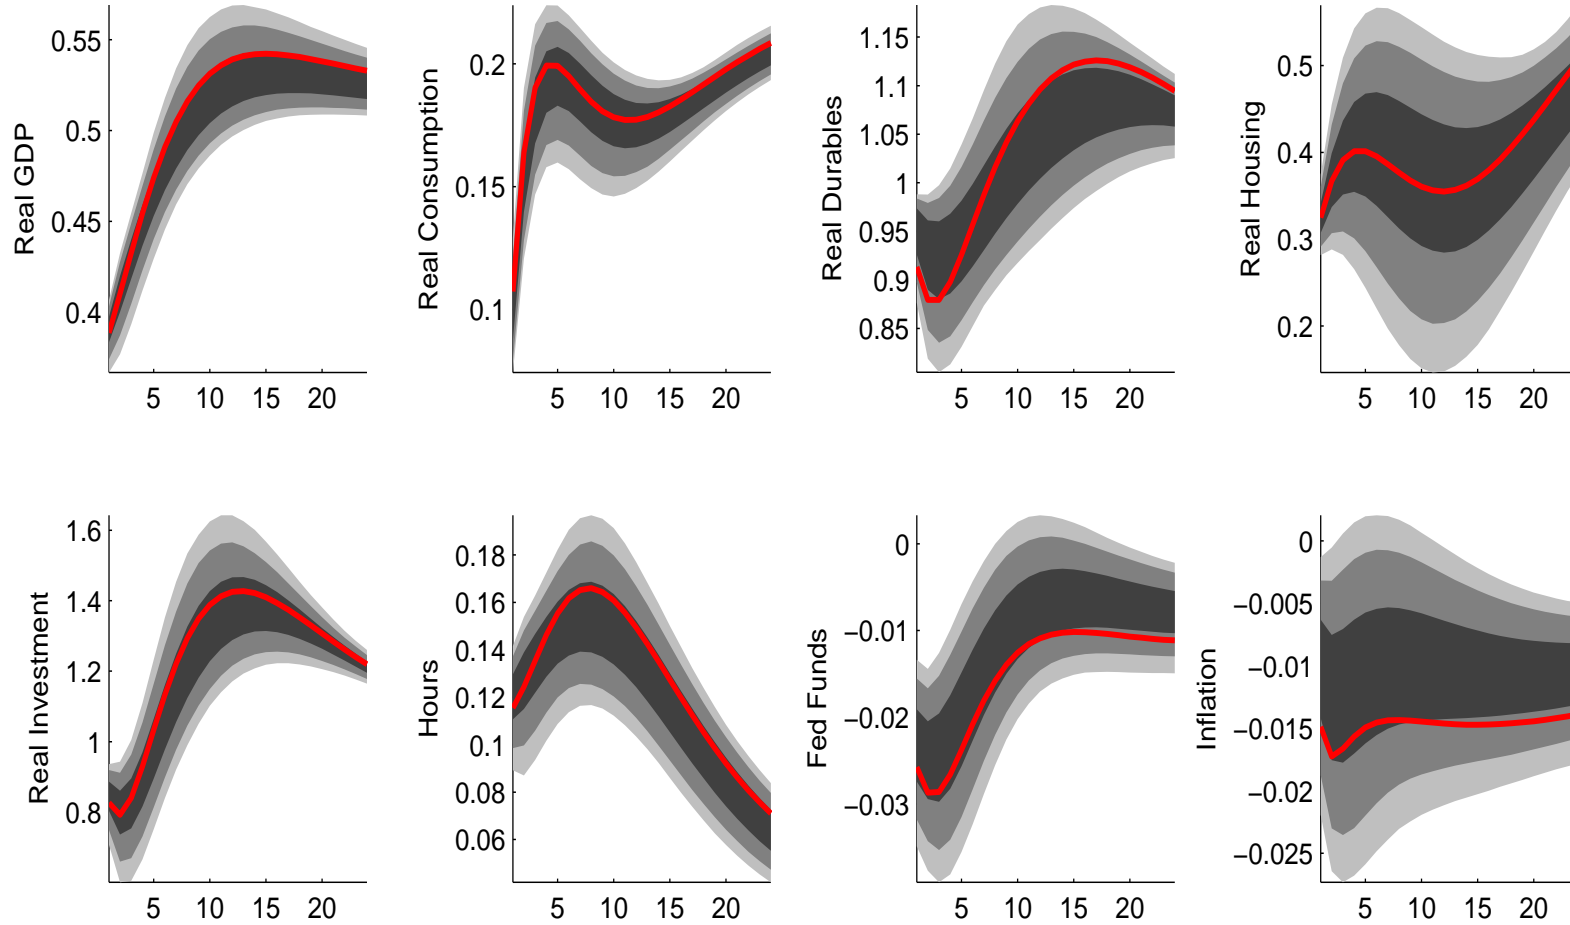 Real GDP
0.55
0.5
0.45
0.4
5 10 15 20
Real Consumption
0.2
0.15
0.1
5 10 15 20
Real Durables
1.15
1.1
1.05
1
0.95
0.9
0.85
5 10 15 20
Real Housing
0.5
0.4
0.3
0.2
5 10 15 20
Real Investment
1.6
1.4
1.2
1
0.8
5 10 15 20
Hours
0.18
0.16
0.14
0.12
0.1
0.08
0.06
5 10 15 20
Fed Funds
0
−0.01
−0.02
−0.03
5 10 15 20
Inflation
0
−0.005
−0.01
−0.015
−0.02
−0.025
5 10 15 20